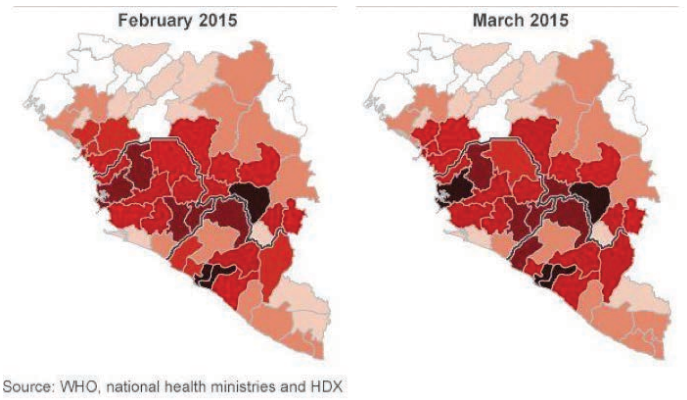 February 2015
March 2015
Source: WHO, national health ministries and HDX